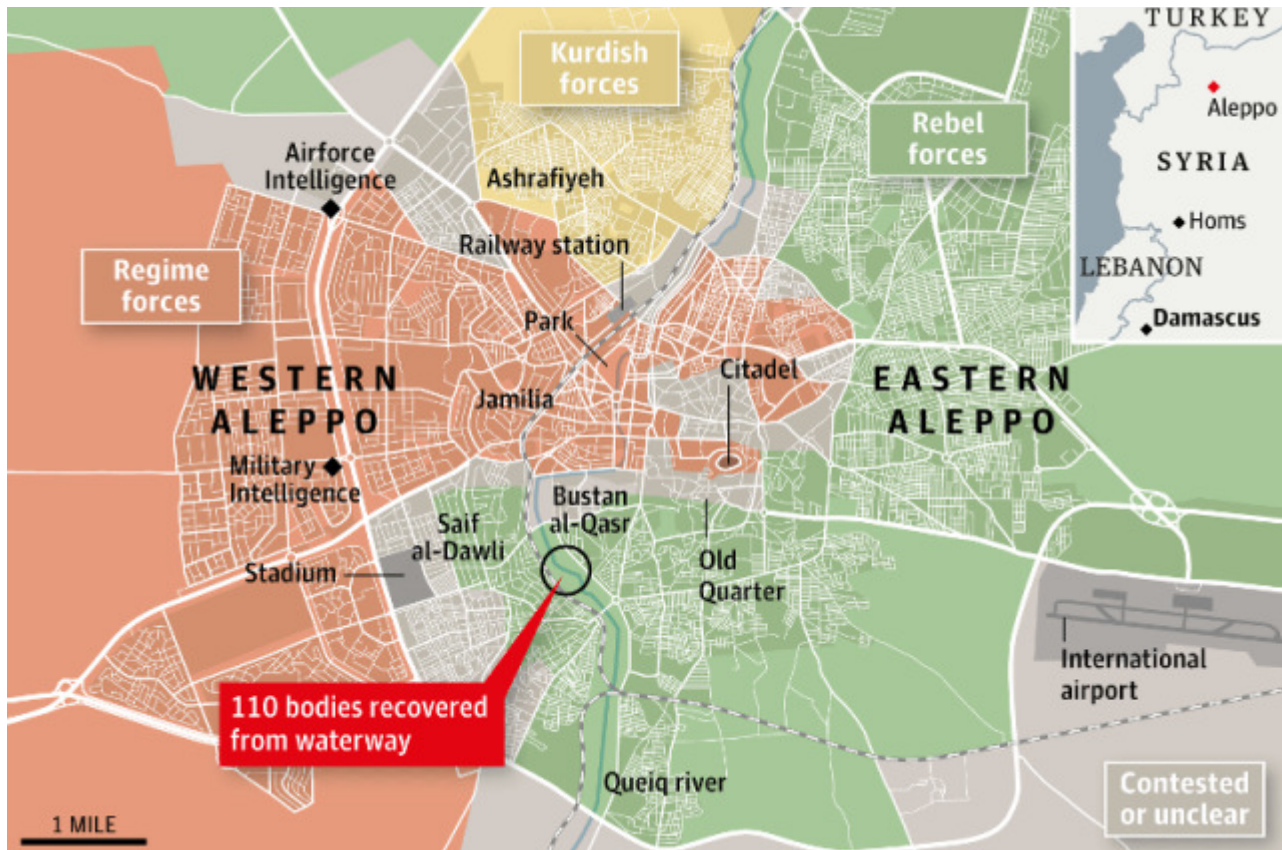 TURKEY
Kurdish
forces
Aleppo
Rebel
forces
Airforce
Intelligence
Ashrafiyeh
SYRIA
Homs
Railway station
Regime
forces
LEBANON
Park
Damascus
WESTERN
ALEPPO
Citadel
EASTERN
ALEPPO
Jamilia
Military
Intelligence
Bustan
al-Qasr
Saif
al-Dawli
Old
Quarter
Stadium
International
airport
110 bodies recovered
from waterway
Queiq river
Contested
or unclear
1 MILE